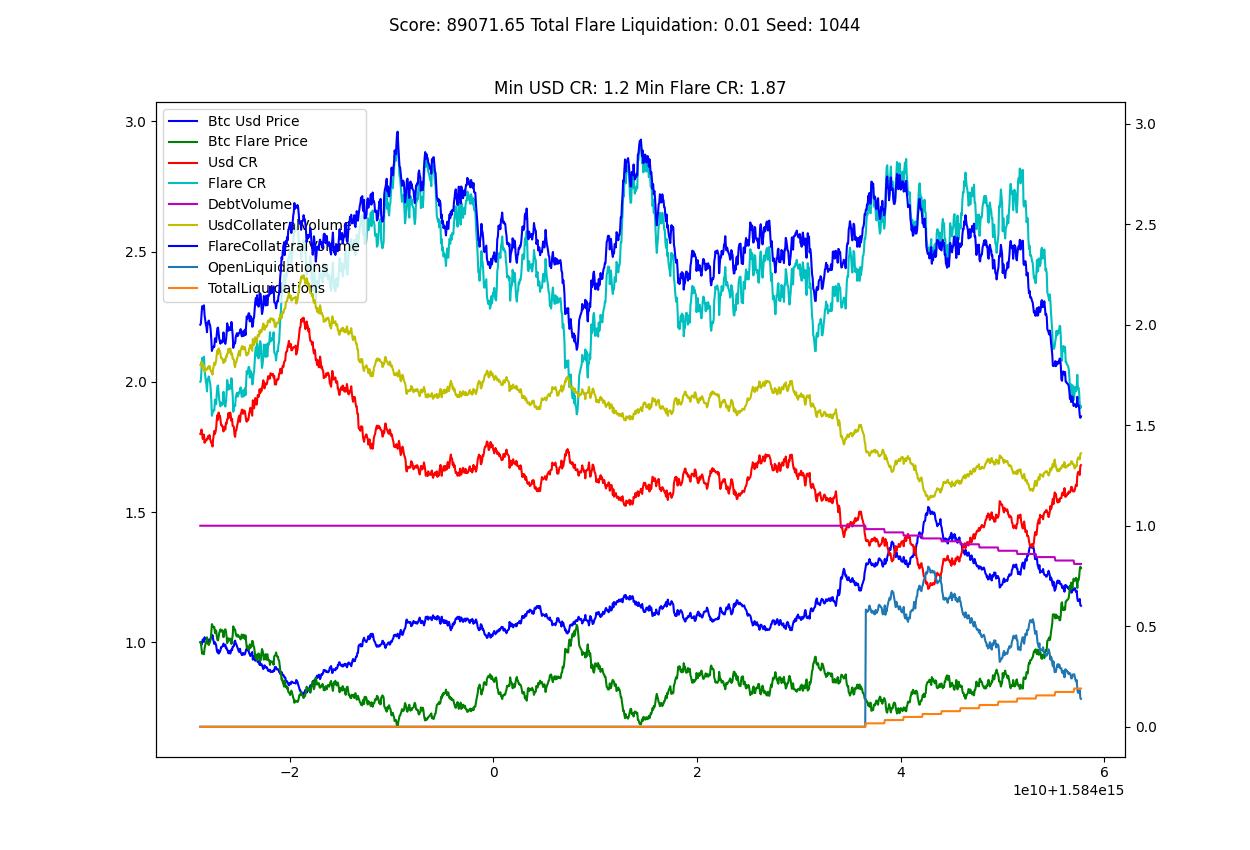 Score: 89071.65 Total Flare Liquidation: 0.01 Seed: 1044
Min USD CR: 1.2 Min Flare CR: 1.87
Btc Usd Price
Btc Flare Price
Usd CR
Flare CR
DebtVolume
UsdCollateralVolume
FlareCollateralVolume
OpenLiquidations
TotalLiquidations
3.0
2.5
2.0
1.5
1.0
3.0
2.5
2.0
1.5
1.0
0.5
0.0
−2 0 2 4 6
1e10+1.584e15